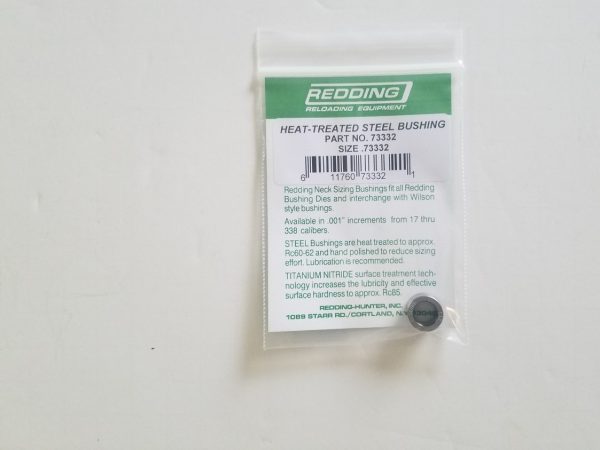 REDDING
RELOADING EQUIPMENT
HEAT-TREATED STEEL BUSHING
PART NO. 73332
SIZE .73332
6 11760 73332 1
Redding Neck Sizing Bushings fit all Redding
Bushing Dies and interchange with Wilson
style bushings.
Available in .001" increments from 17 thru
338 calibers.
STEEL Bushings are heat treated to approx.
Rc60-62 and hand polished to reduce sizing
effort. Lubrication is recommended.
TITANIUM NITRIDE surface treatment tech-
nology increases the lubricity and effective
surface hardness to approx. Rc85.
REDDING-HUNTER, INC.
1089 STARR RD./CORTLAND, N.Y.